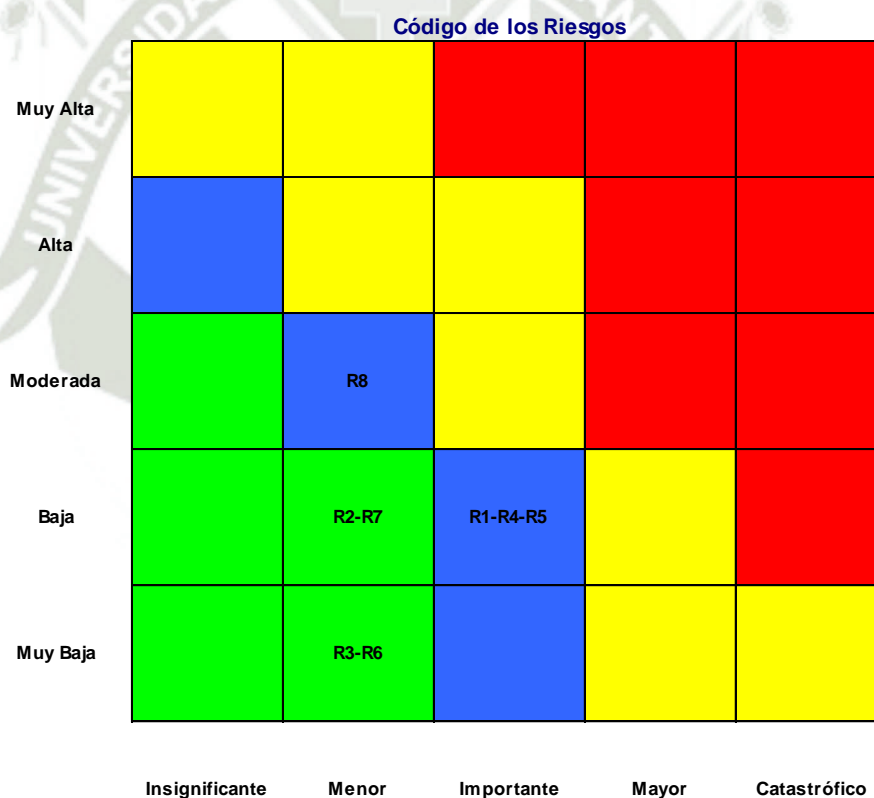 Código de los Riesgos
Muy Alta
Alta
Moderada
R8
Baja
R2-R7
R1-R4-R5
Muy Baja
R3-R6
Insignificante
Menor
Importante
Mayor
Catastrófico